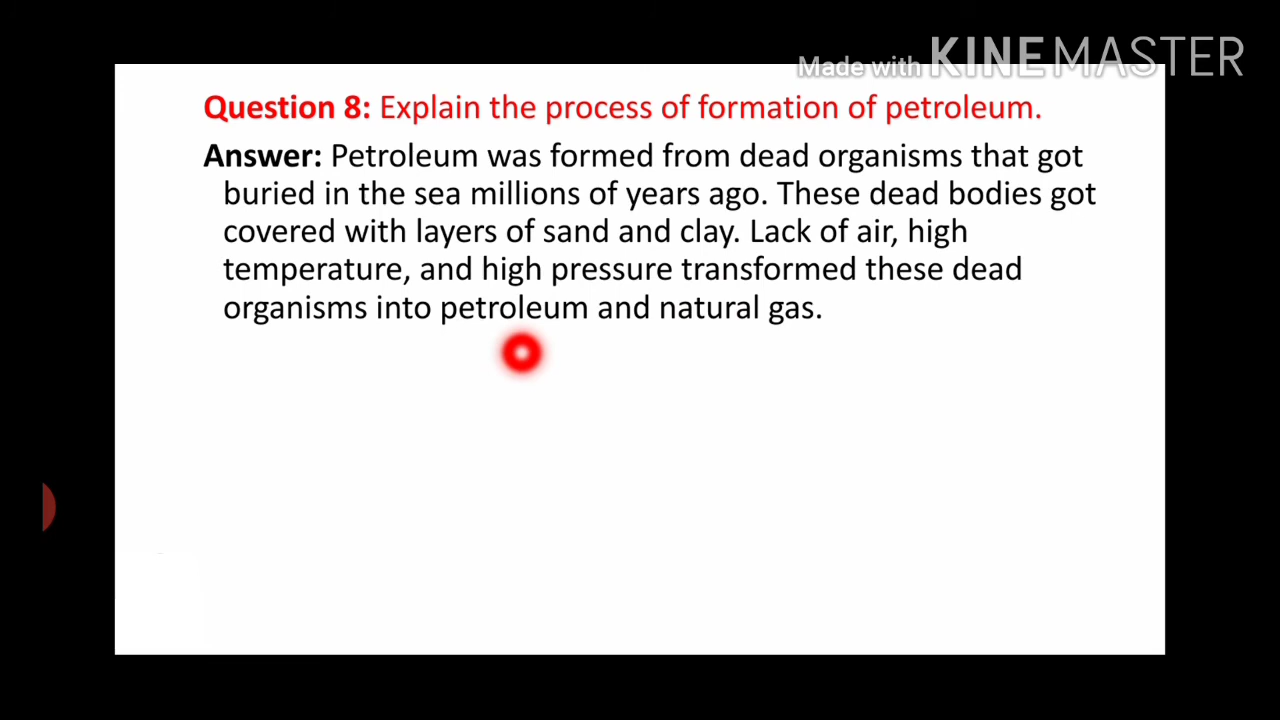 Made with KINEMASTER
Question 8: Explain the process of formation of petroleum.
Answer: Petroleum was formed from dead organisms that got
buried in the sea millions of years ago. These dead bodies got
covered with layers of sand and clay. Lack of air, high
temperature, and high pressure transformed these dead
organisms into petroleum and natural gas.